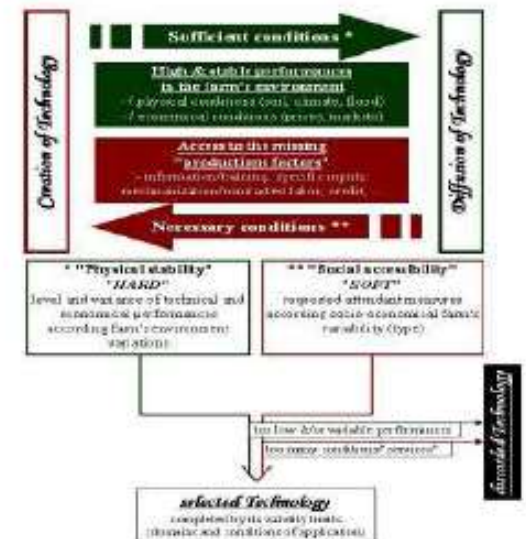 Creation of Technology
Sufficient conditions *
High & stable performances
in the farm's environment
- / physical conditions (soil, climate, flood)
- / economical conditions (prices, markets)
Access to the missing
"productions factors"
- information/training, specific inputs
mechanization/ labor, credit,
Necessary conditions **
Diffusion of Technology
* "Physical stability"
"HARD"
level and variance of technical and
economical performances
according farm's environment
variations
** "Social accessibility"
"SOFT"
requested attendant measures
according socio-economical farm's
variability (type)
too low &/or variable performances
too many conditions" services"
discarded Technology
selected Technology
completed by its validity limits
(domains and conditions of application)